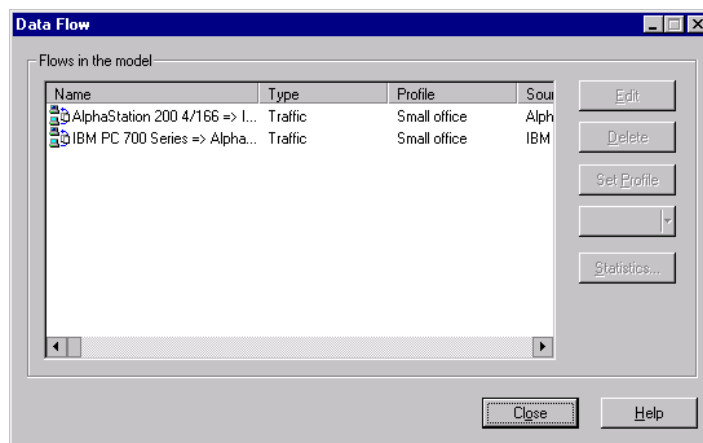 Data Flow
Flows in the model
Name Type Profile Sour
AlphaStation 200 4/166 => I... Traffic Small office Alph
IBM PC 700 Series => Alpha... Traffic Small office IBM
Edit
Delete
Set Profile
Statistics...
Close Help